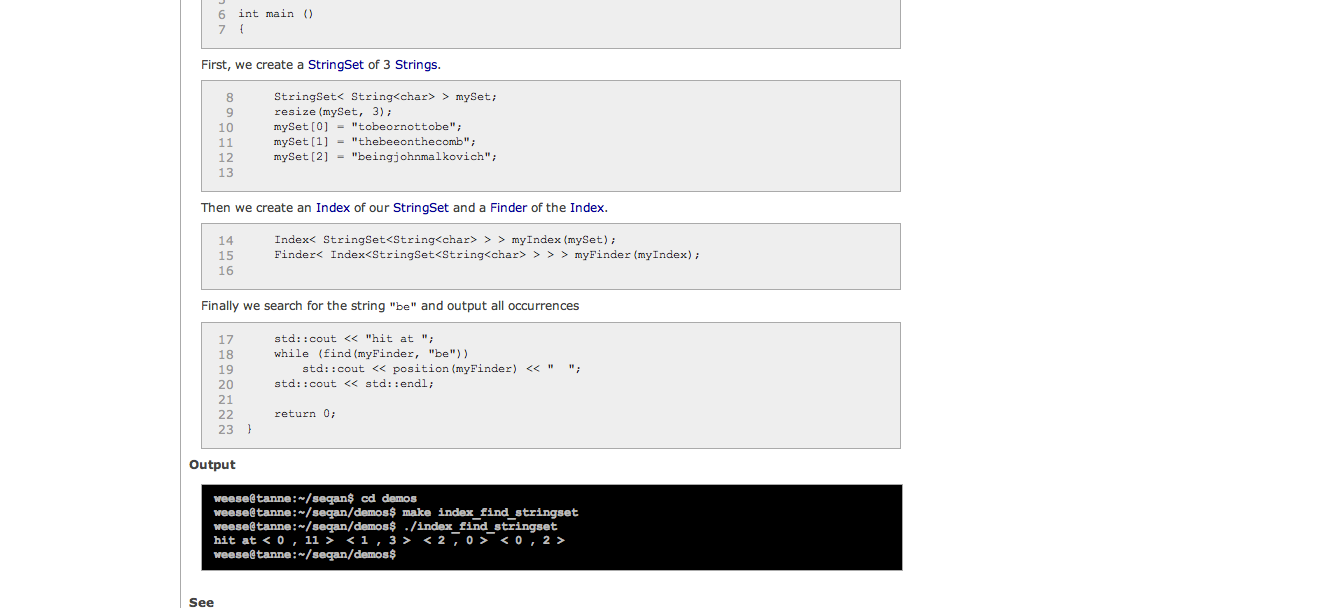 6 int main ()
7 {
First, we create a StringSet of 3 Strings.
8 StringSet< String<char> > mySet;
9 resize(mySet, 3);
10 mySet[0] = "tobeornottobe";
11 mySet[1] = "thebeeonthecomb";
12 mySet[2] = "beingjohnmalkovich";
13
Then we create an Index of our StringSet and a Finder of the Index.
14 Index< StringSet<String<char> > > myIndex(mySet);
15 Finder< Index<StringSet<String<char> > > > myFinder(myIndex);
16
Finally we search for the string "be" and output all occurrences
17 std::cout << "hit at ";
18 while (find(myFinder, "be"))
19 std::cout << position(myFinder) << "  ";
20 std::cout << std::endl;
21
22 return 0;
23 }
Output
weese@tanne:~/seqan$ cd demos
weese@tanne:~/seqan/demos$ make index_find_stringset
weese@tanne:~/seqan/demos$ ./index_find_stringset
hit at < 0 , 11 >  < 1 , 3 >  < 2 , 0 >  < 0 , 2 >
weese@tanne:~/seqan/demos$
See